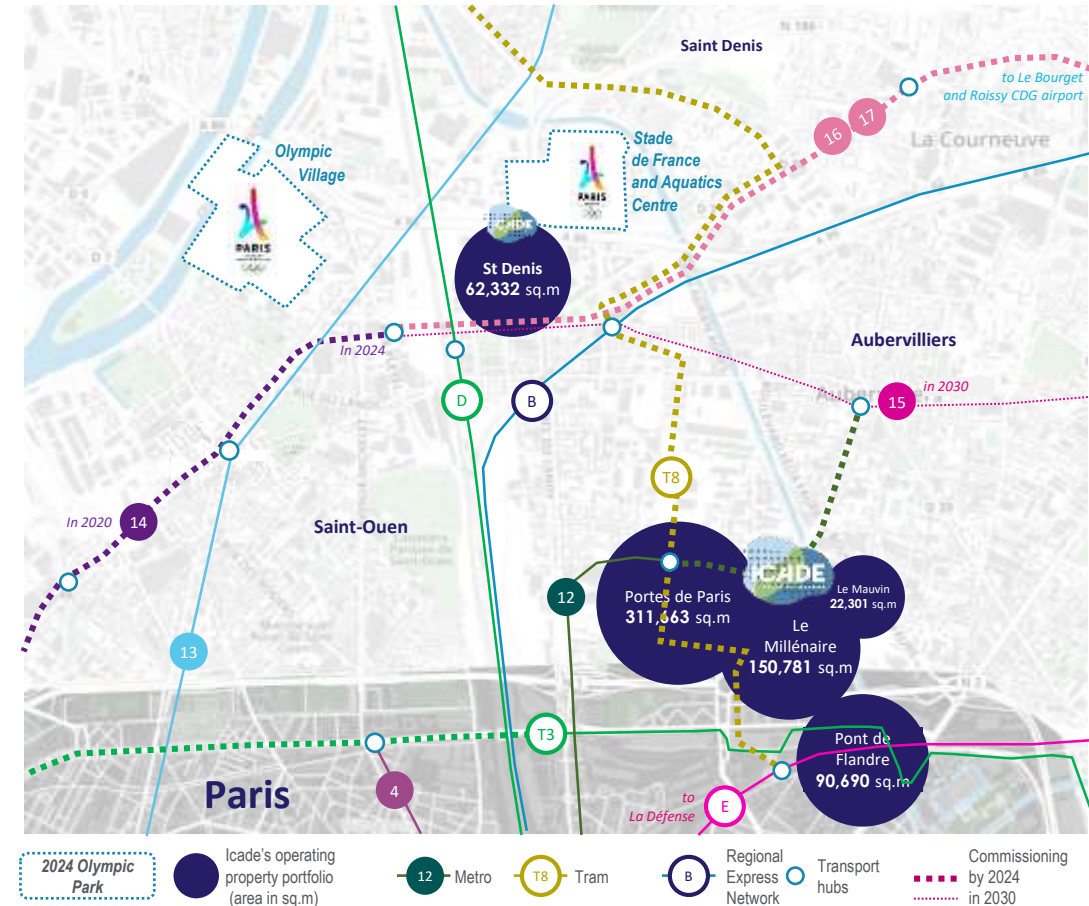 Saint Denis
to Le Bourget
and Roissy CDG airport
16
17
La Courneuve
Olympic
Village
PARIS
Stade
de France
and Aquatics
Centre
PARIS
ICADE
St Denis
62,332 sq.m
In 2024
Aubervilliers
in 2030
15
D
B
T8
In 2020
14
Saint-Ouen
12
ICADE
Portes de Paris
311,663 sq.m
Le Mauvin
22,301 sq.m
Le
Millénaire
150,781 sq.m
13
T3
Pont de
Flandre
90,690 sq.m
Paris
4
to
La Défense
E
2024 Olympic
Park
Icade's operating
property portfolio
(area in sq.m)
12
Metro
T8
Tram
B
Regional
Express
Network
Transport
hubs
Commissioning
by 2024
in 2030